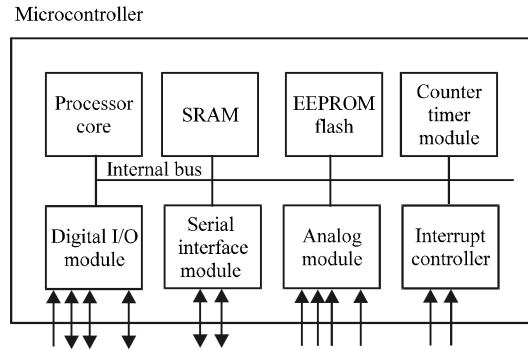 Microcontroller
Processor
core
SRAM
EEPROM
flash
Counter
timer
module
Internal bus
Digital I/O
module
Serial
interface
module
Analog
module
Interrupt
controller